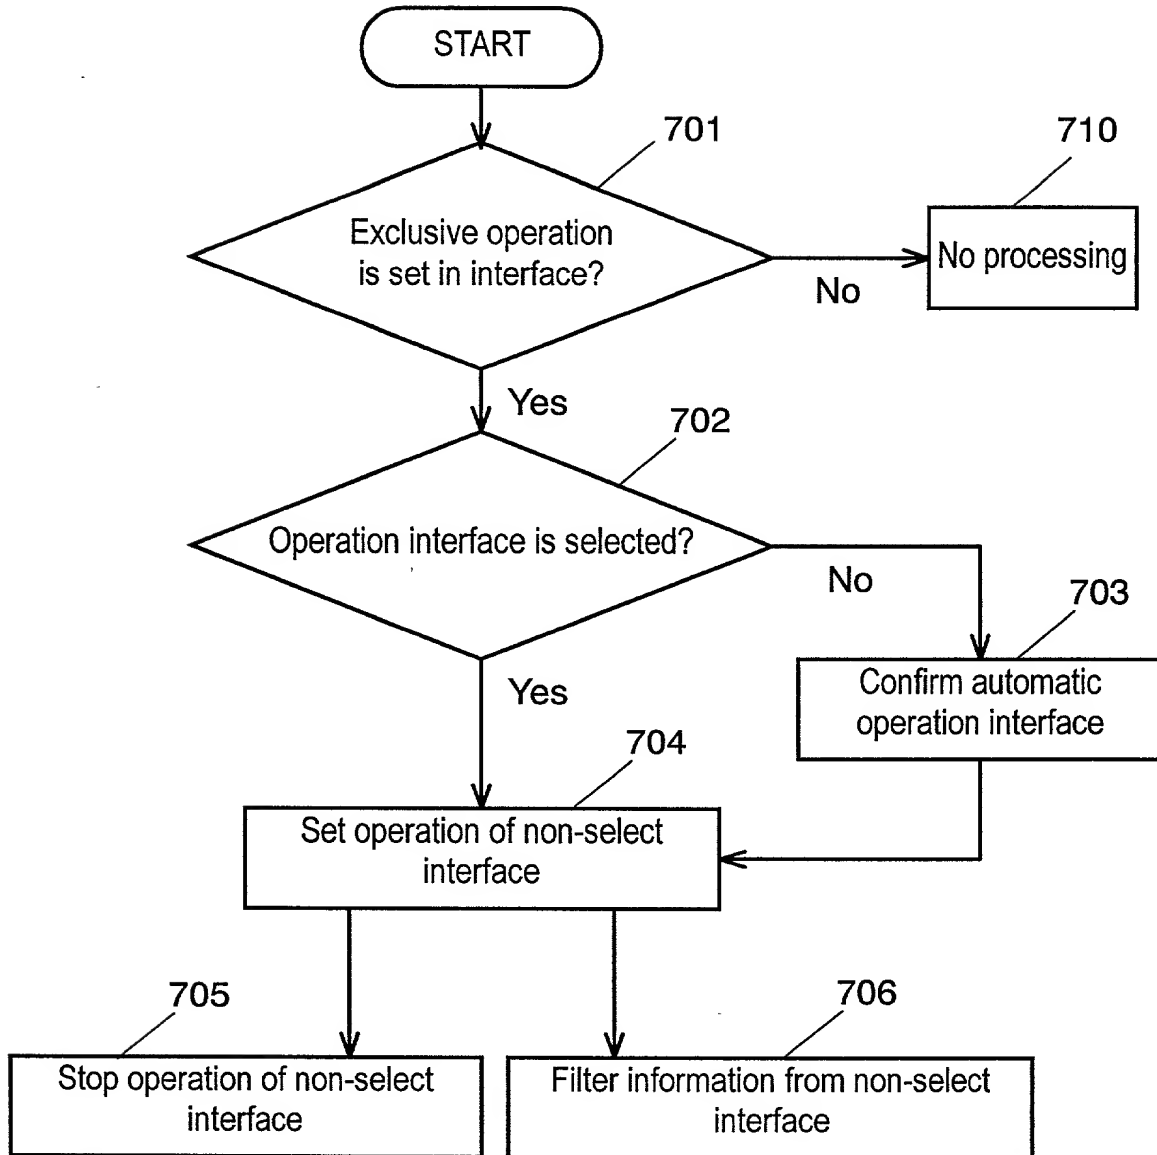 START
701
710
Exclusive operation
is set in interface?
No processing
No
Yes
702
Operation interface is selected?
No
703
Confirm automatic
operation interface
Yes
704
Set operation of non-select
interface
705
706
Stop operation of non-select
interface
Filter information from non-select
interface